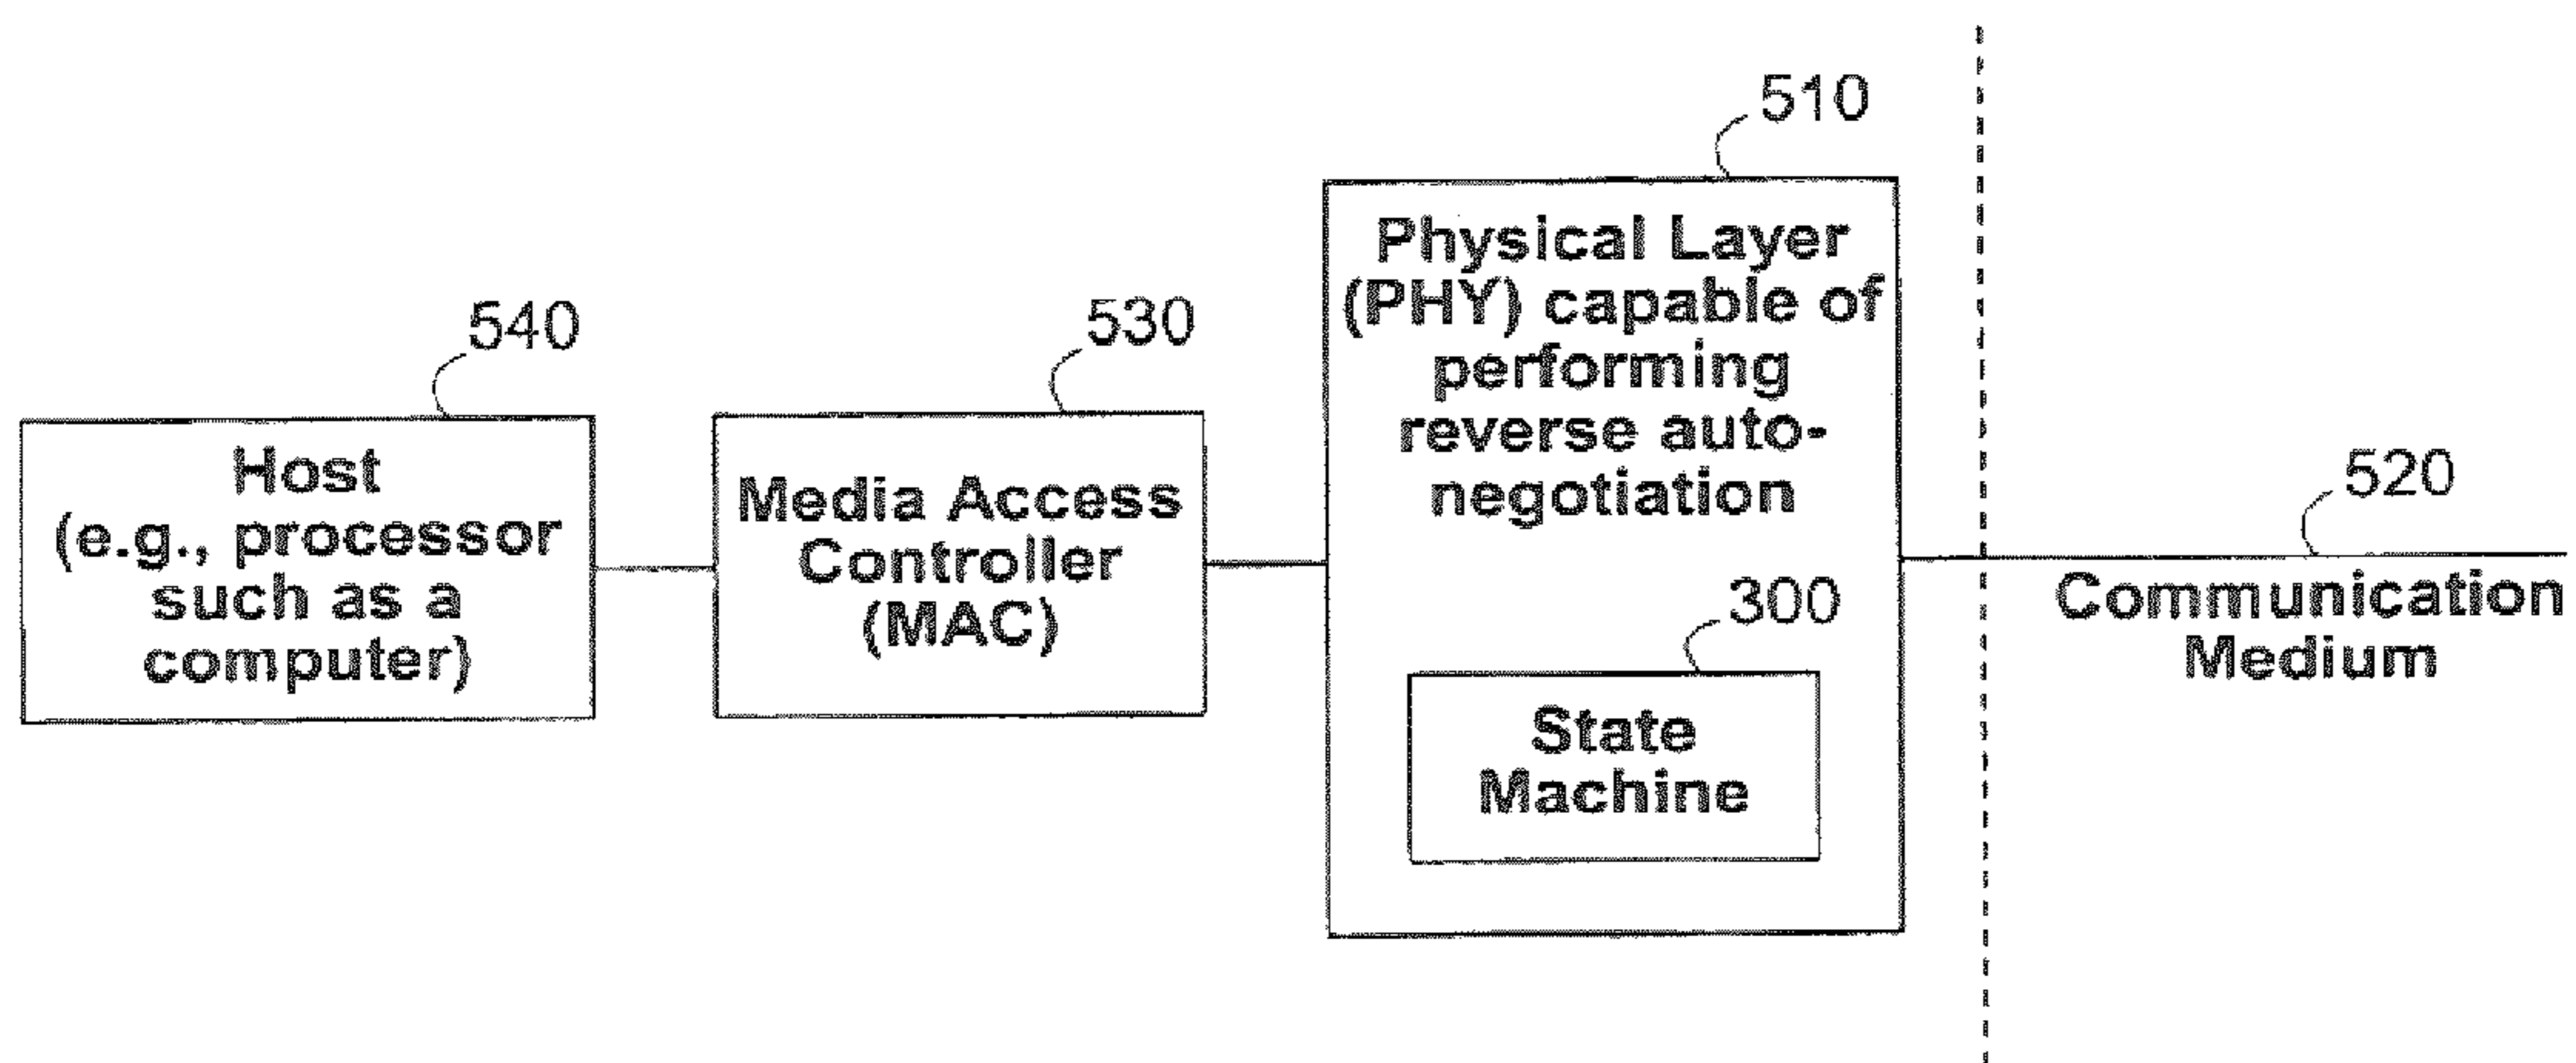 540
Host
(e.g., processor
such as a
computer)
530
Media Access
Controller
(MAC)
510
Physical Layer
(PHY) capable of
performing
reverse auto-
negotiation
300
State
Machine
520
Communication
Medium